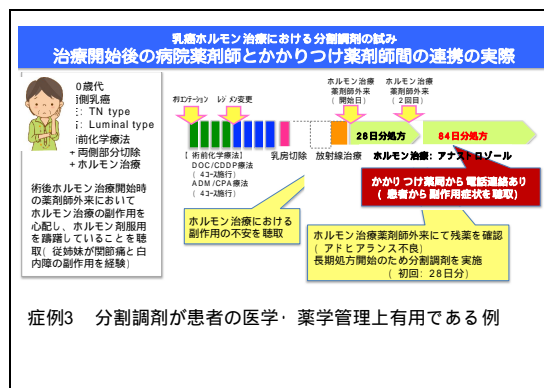 乳癌ホルモン治療における分割調剤の試み
治療開始後の病院薬剤師とかかりつけ薬剤師間の連携の実際
0歳代
側乳癌
: TN type
: Luminal type
前化学療法
+ 両側部分切除
+ ホルモン治療
術後ホルモン治療開始時
の薬剤師外来において
ホルモン治療の副作用を
心配し、ホルモン剤服用
を躊躇していることを聴
取( 従姉妹が関節痛と白
内障の副作用を経験)
オリエンテーション
レジメン変更
ホルモン治療
薬剤師外来
( 開始日)
ホルモン治療
薬剤師外来
( 2回目)
28日分処方
84日分処方
[ 術前化学療法]
DOC/CDDP療法
( 4コース施行)
ADM/CPA療法
( 4コース施行)
乳房切除
放射線治療
ホルモン治療: アナストロゾール
かかりつけ薬局から電話連絡あり
( 患者から副作用症状を聴取)
ホルモン治療における
副作用の不安を聴取
ホルモン治療薬剤師外来にて残薬を確認
( アドヒアランス不良)
長期処方開始のため分割調剤を実施
( 初回: 28日分)
症例3 分割調剤が患者の医学・薬学管理上有用である例